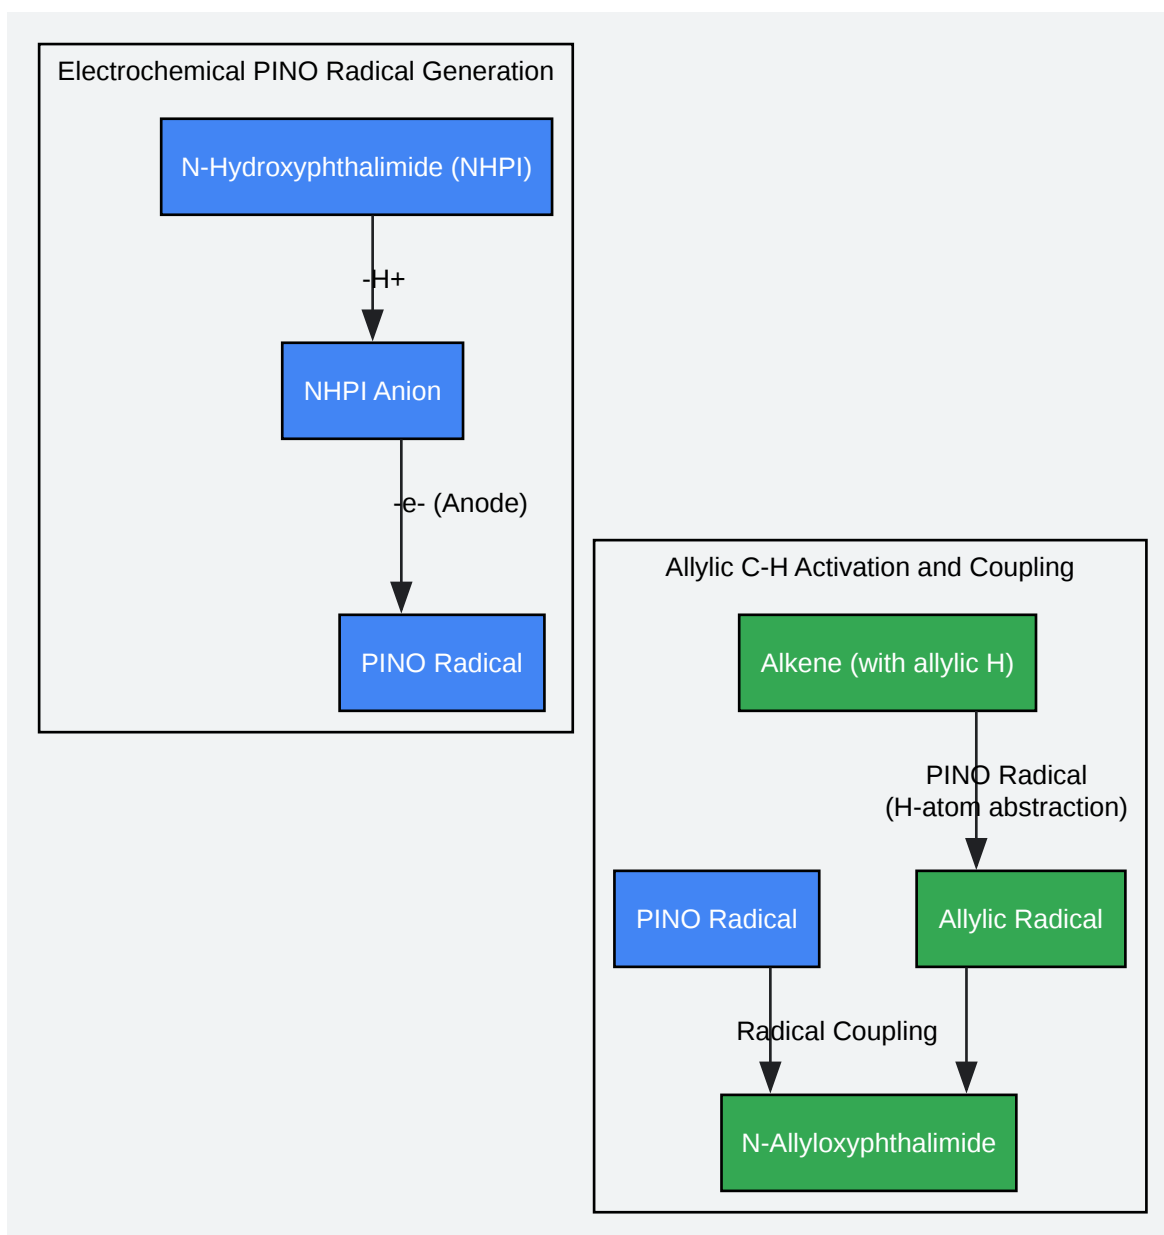 Electrochemical PINO Radical Generation
N-Hydroxyphthalimide (NHPI)
-H+
NHPI Anion
-e- (Anode)
PINO Radical
Allylic C-H Activation and Coupling
Alkene (with allylic H)
PINO Radical
(H-atom abstraction)
PINO Radical
Allylic Radical
Radical Coupling
N-Allyloxyphthalimide